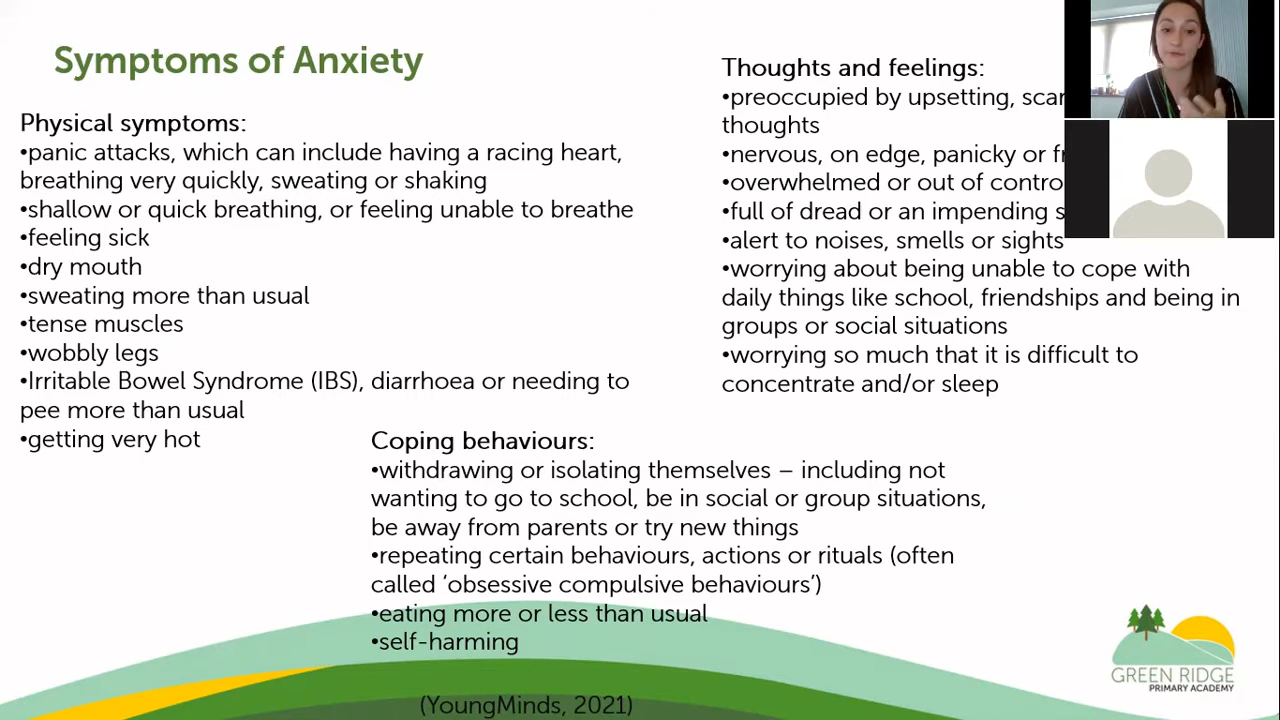 Symptoms of Anxiety
Physical symptoms:
•panic attacks, which can include having a racing heart,
breathing very quickly, sweating or shaking
•shallow or quick breathing, or feeling unable to breathe
•feeling sick
•dry mouth
•sweating more than usual
•tense muscles
•wobbly legs
•Irritable Bowel Syndrome (IBS), diarrhoea or needing to
pee more than usual
•getting very hot
Thoughts and feelings:
•preoccupied by upsetting,
thoughts
•nervous, on edge, panicky or
•overwhelmed or out of
•full of dread or an impending
•alert to noises, smells or sights
•worrying about being unable to cope with
daily things like school, friendships and being in
groups or social situations
•worrying so much that it is difficult to
concentrate and/or sleep
Coping behaviours:
•withdrawing or isolating themselves – including not
wanting to go to school, be in social or group situations,
be away from parents or try new things
•repeating certain behaviours, actions or rituals (often
called ‘obsessive compulsive behaviours’)
•eating more or less than usual
•self-harming
(YoungMinds, 2021)
GREEN RIDGE
PRIMARY ACADEMY